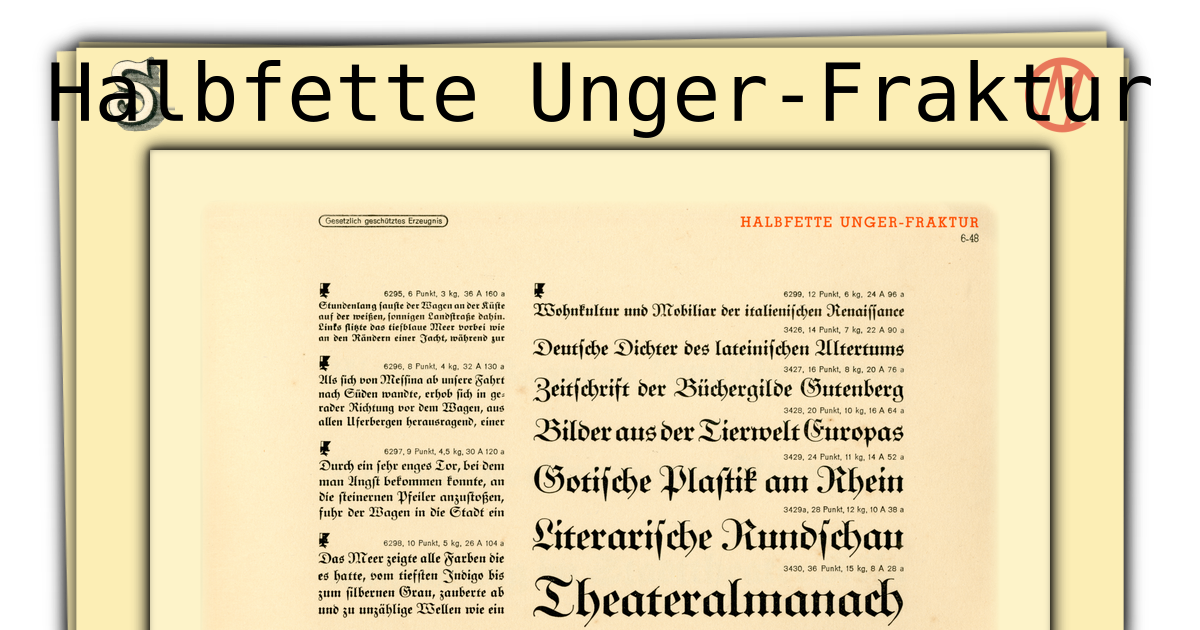 Halbfette Unger-Fraktur
Gesetzlich geschütztes Erzeugnis
HALBFETTE UNGER-FRAKTUR
6-48
6295, 6 Punkt, 3 kg, 36 A 160 a
Stundenlang sauste der Wagen an der Küste
auf der weißen, sonnigen Landstraße dahin.
Links flitzte das tiefblaue Meer vorbei wie
an den Rändern einer Jacht, während zur
6296, 8 Punkt, 4 kg, 32 A 130 a
Als sich von Messina ab unsere Fahrt
nach Süden wandte, erhob sich in ge-
rader Richtung vor dem Wagen, aus
allen Uferbergen herausragend, einer
6297, 9 Punkt, 4,5 kg, 30 A 120 a
Durch ein sehr enges Tor, bei dem
man Angst bekommen konnte, an
die steinernen Pfeiler anzustoßen,
fuhr der Wagen in die Stadt ein
6298, 10 Punkt, 5 kg, 26 A 104 a
Das Meer zeigte alle Farben die
es hatte, vom tiefsten Indigo bis
zum silbernen Grau, zauberte ab
und zu unzählige Wellen wie ein
6299, 12 Punkt, 6 kg, 24 A 96 a
Wohnkultur und Mobiliar der italienischen Renaissance
3426, 14 Punkt, 7 kg, 22 A 90 a
Deutsche Dichter des lateinischen Altertums
3427, 16 Punkt, 8 kg, 20 A 76 a
Zeitschrift der Büchergilde Gutenberg
3428, 20 Punkt, 10 kg, 16 A 64 a
Bilder aus der Tierwelt Europas
3429, 24 Punkt, 11 kg, 14 A 52 a
Gotische Plastik am Rhein
3429a, 28 Punkt, 12 kg, 10 A 38 a
Literarische Rundschau
3430, 36 Punkt, 15 kg, 8 A 28 a
Theateralmanach